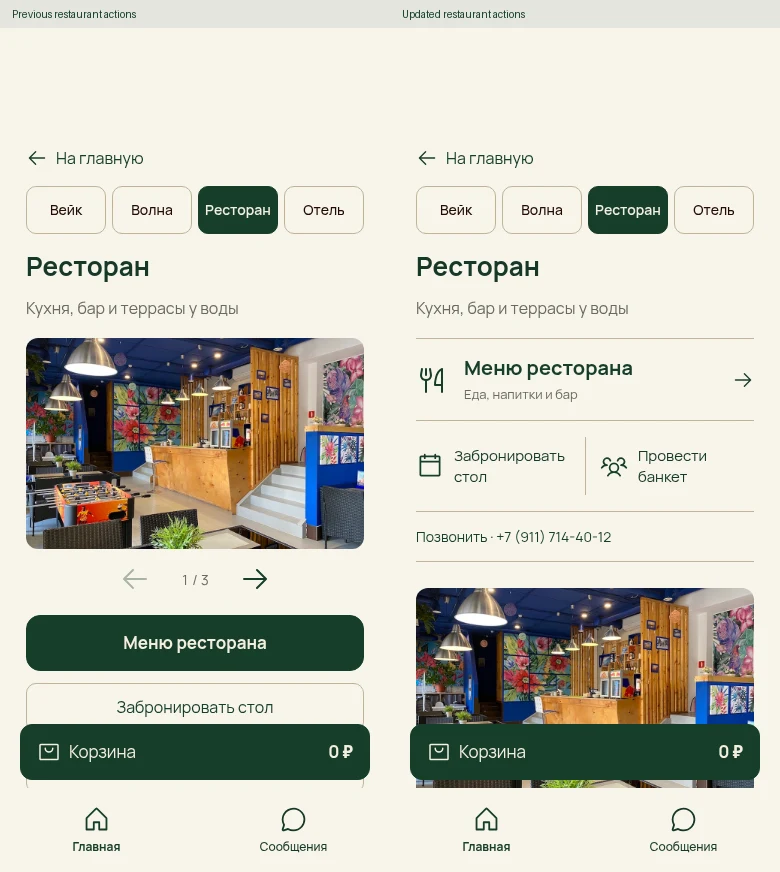 Previous restaurant actions
Updated restaurant actions
На главную
Вейк
Волна
Ресторан
Отель
Ресторан
Кухня, бар и террасы у воды
1 / 3
Меню ресторана
Забронировать стол
Корзина
0 ₽
Главная
Сообщения
На главную
Вейк
Волна
Ресторан
Отель
Ресторан
Кухня, бар и террасы у воды
Меню ресторана
Еда, напитки и бар
Забронировать
стол
Провести
банкет
Позвонить · +7 (911) 714-40-12
Корзина
0 ₽
Главная
Сообщения